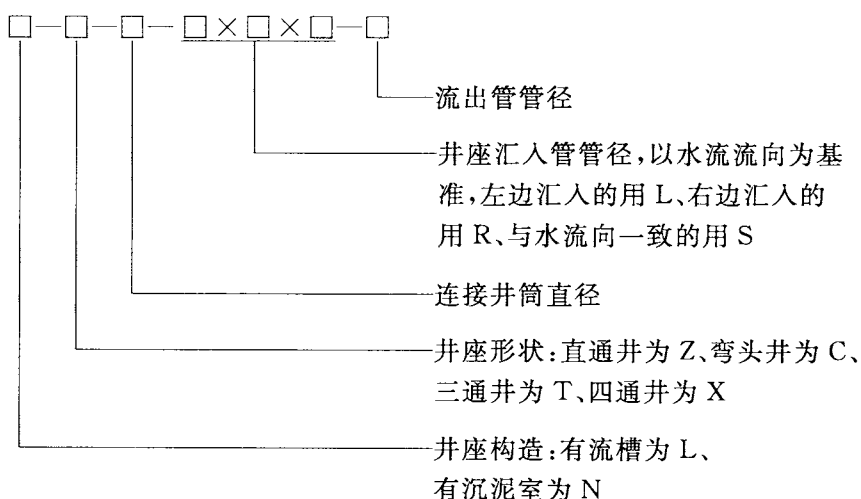 □—□—□—□×□×□—□
流出管管径
井座汇入管管径,以水流流向为基
准,左边汇入的用 L、右边汇入的
用 R、与水流向一致的用 S
连接井筒直径
井座形状:直通井为 Z、弯头井为 C、
三通井为 T、四通井为 X
井座构造:有流槽为 L、
有沉泥室为 N